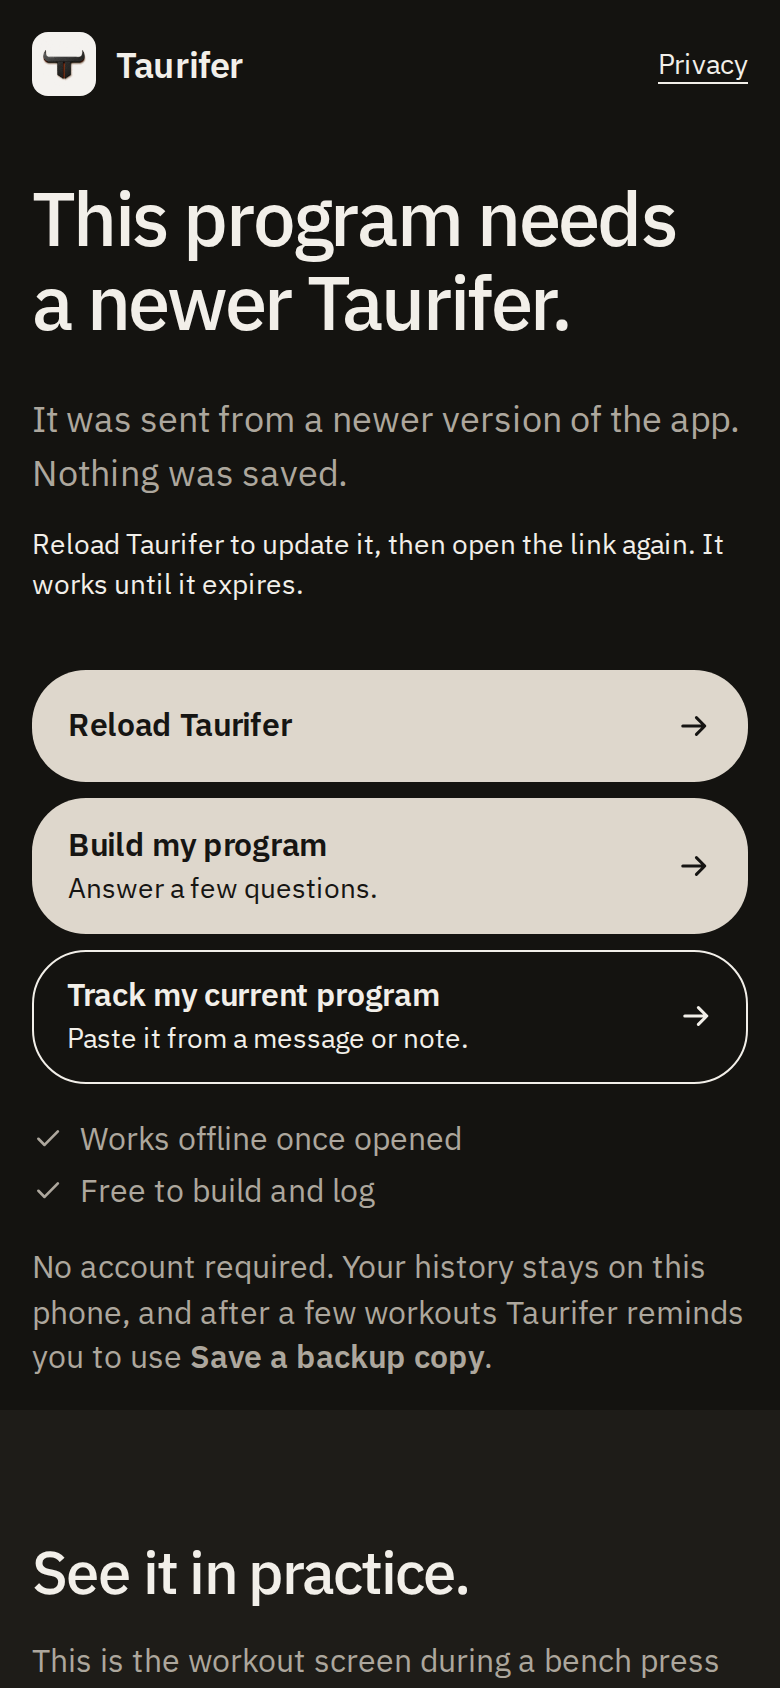 Taurifer
Privacy
This program needs
a newer Taurifer.
It was sent from a newer version of the app.
Nothing was saved.
Reload Taurifer to update it, then open the link again. It
works until it expires.
Reload Taurifer
Build my program
Answer a few questions.
Track my current program
Paste it from a message or note.
Works offline once opened
Free to build and log
No account required. Your history stays on this
phone, and after a few workouts Taurifer reminds
you to use Save a backup copy.
See it in practice.
This is the workout screen during a bench press